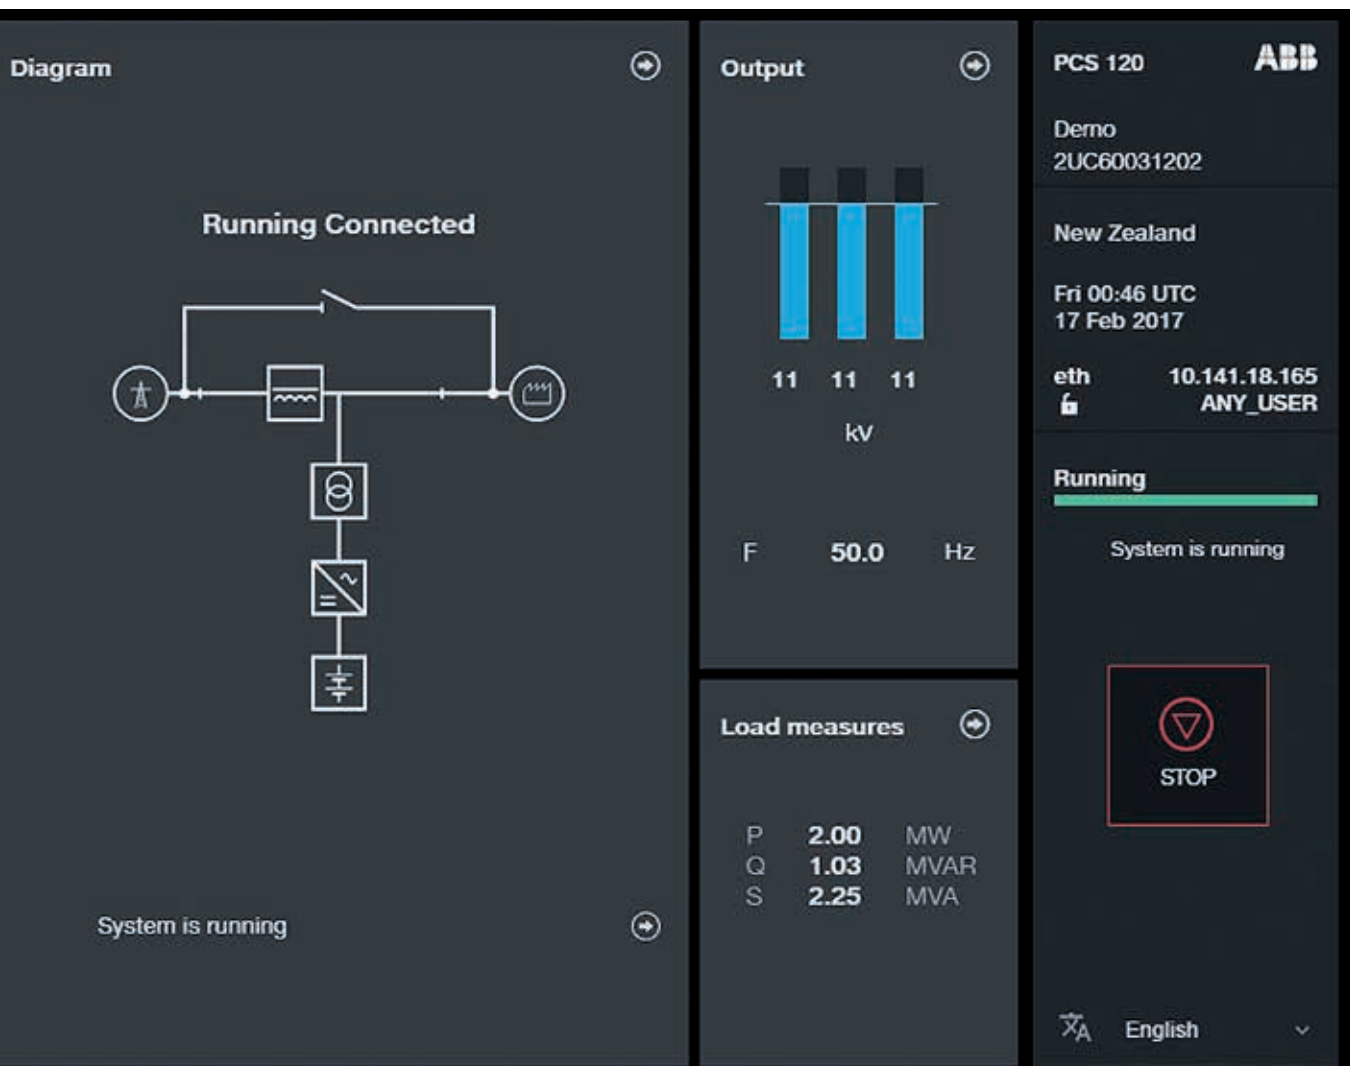 Diagram
Running Connected
System is running
Output
11 11 11
kV
F 50.0 Hz
Load measures
P 2.00 MW
Q 1.03 MVAR
S 2.25 MVA
PCS 120 ABB
Demo
2UC60031202
New Zealand
Fri 00:46 UTC
17 Feb 2017
eth 10.141.18.165
ANY_USER
Running
System is running
STOP
文A English